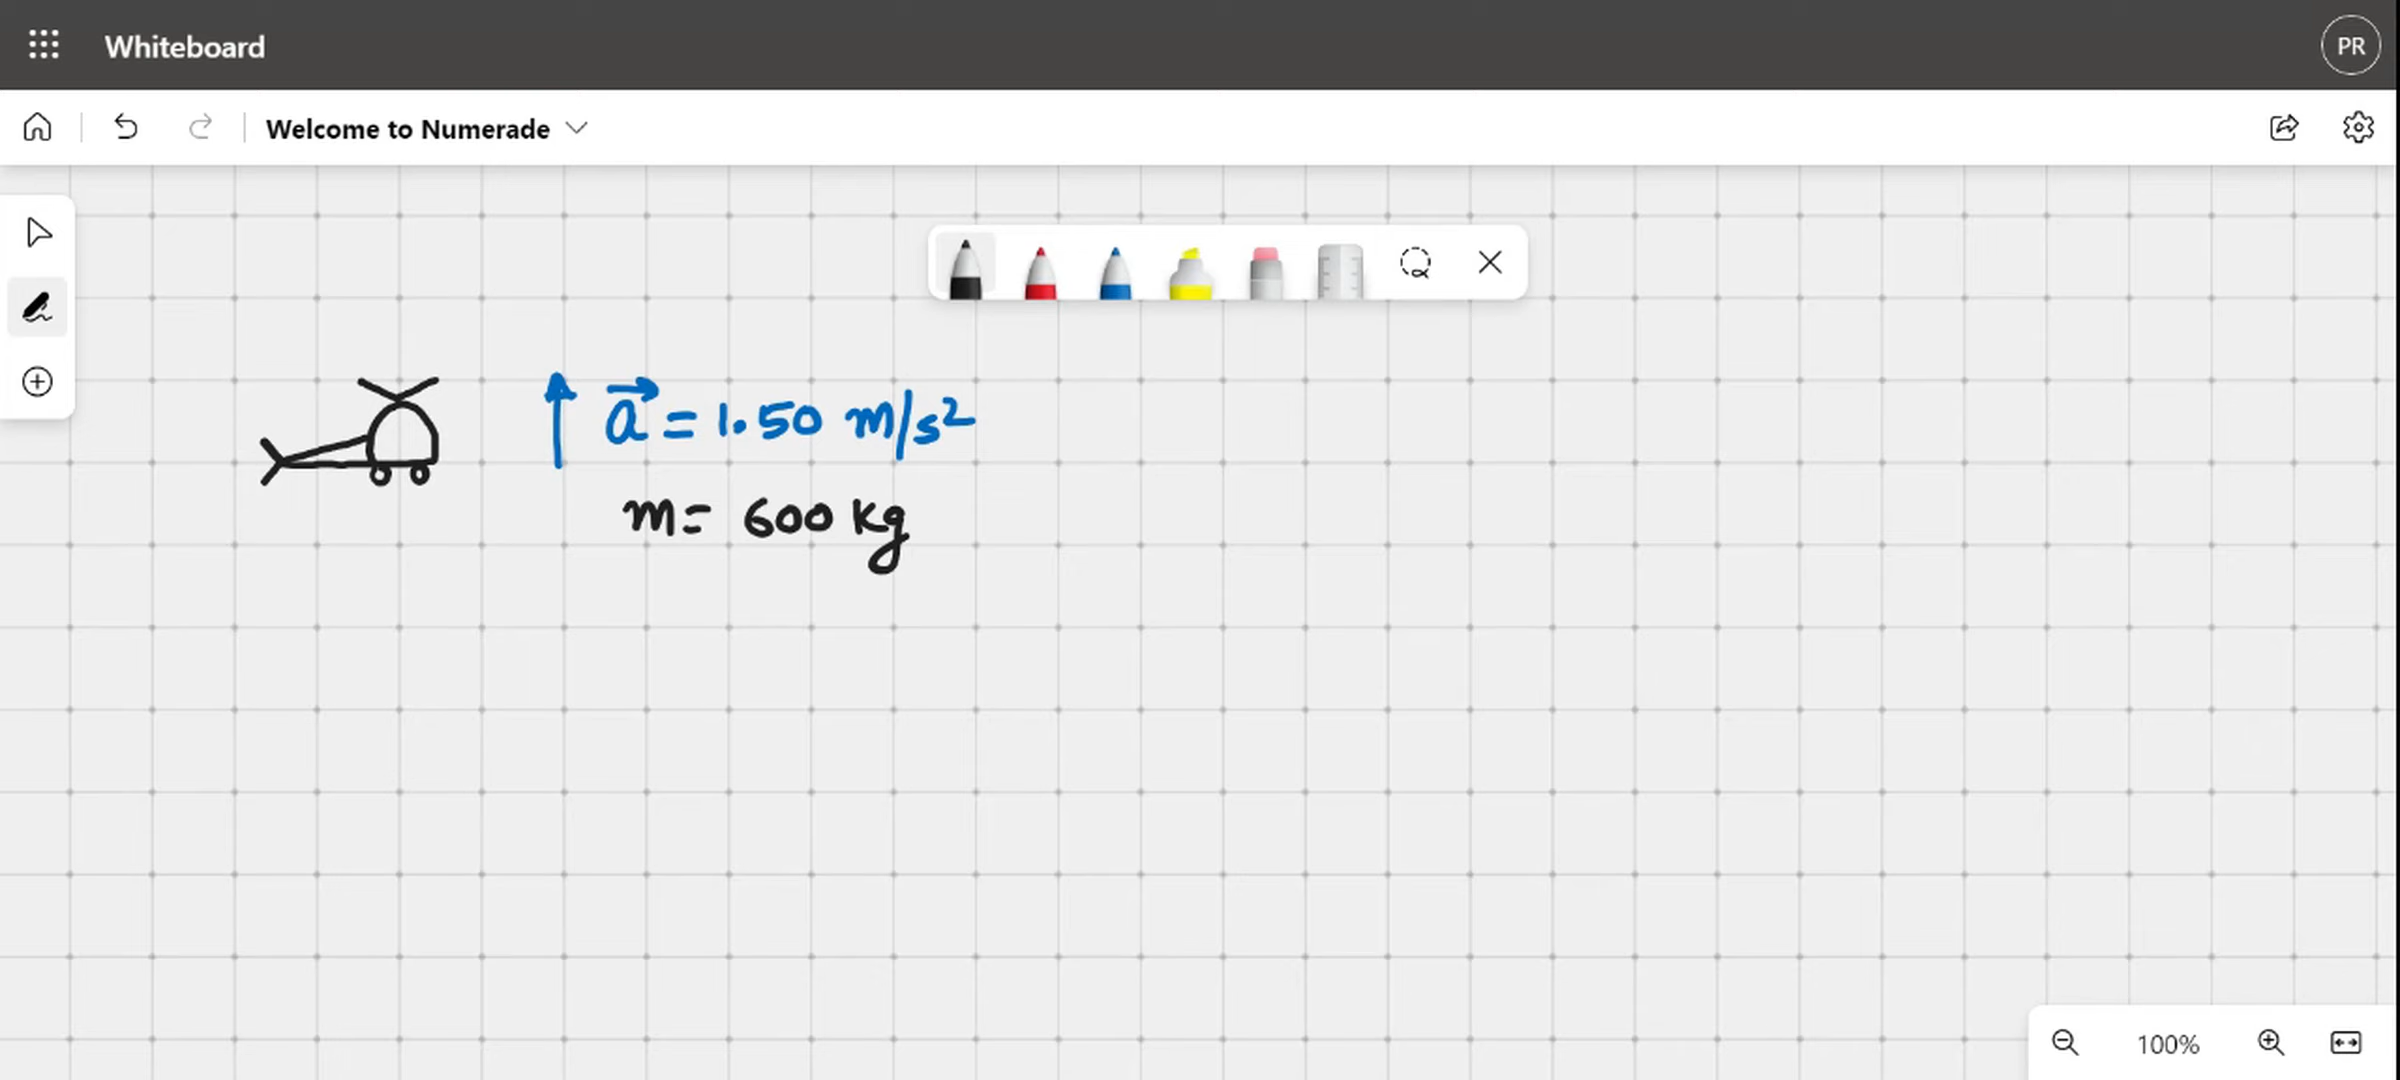 Whiteboard
PR
Welcome to Numerade
a⃗ = 1.50 m/s²
m = 600 kg
100%